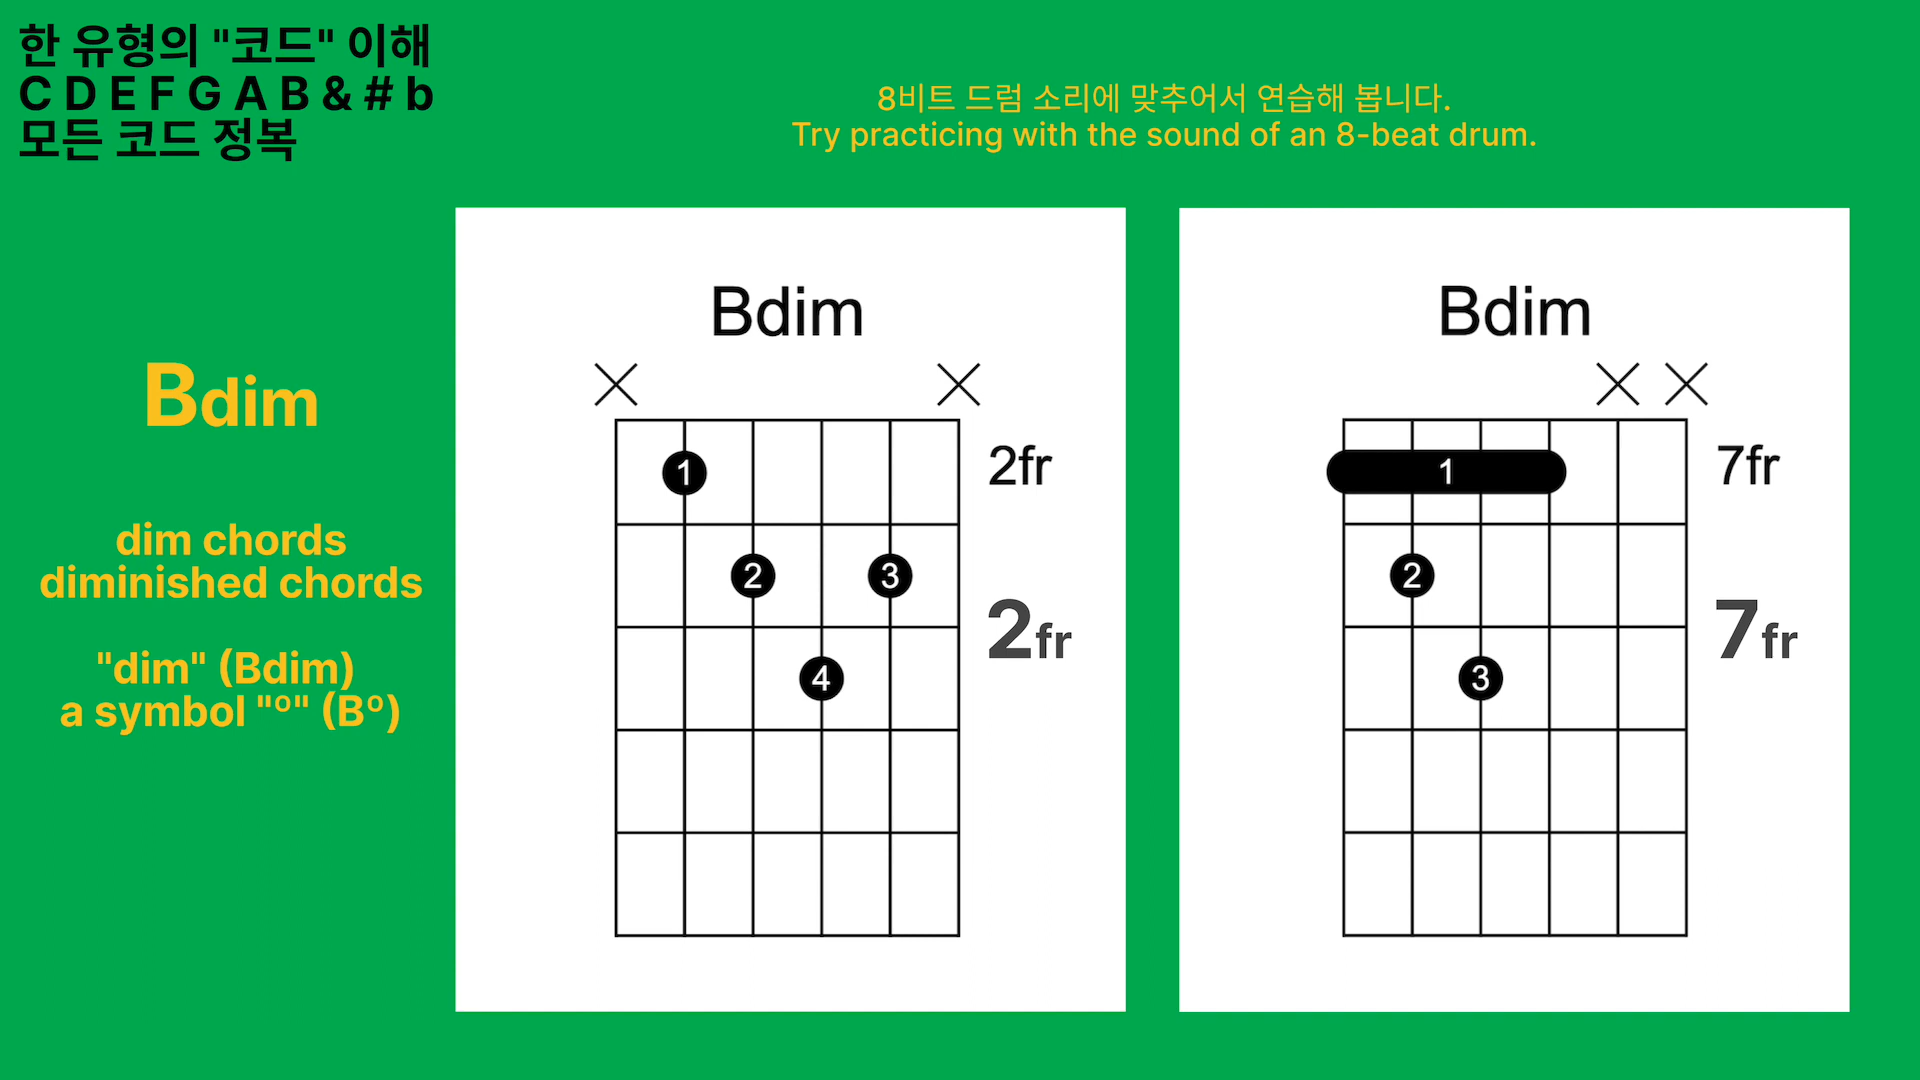 한 유형의 "코드" 이해
C D E F G A B & # b
모든 코드 정복
8비트 드럼 소리에 맞추어서 연습해 봅니다.
Try practicing with the sound of an 8-beat drum.
Bdim
dim chords
diminished chords
"dim" (Bdim)
a symbol "º" (Bº)
Bdim
2fr
1
2 3
2fr
4
Bdim
7fr
1
2
7fr
3